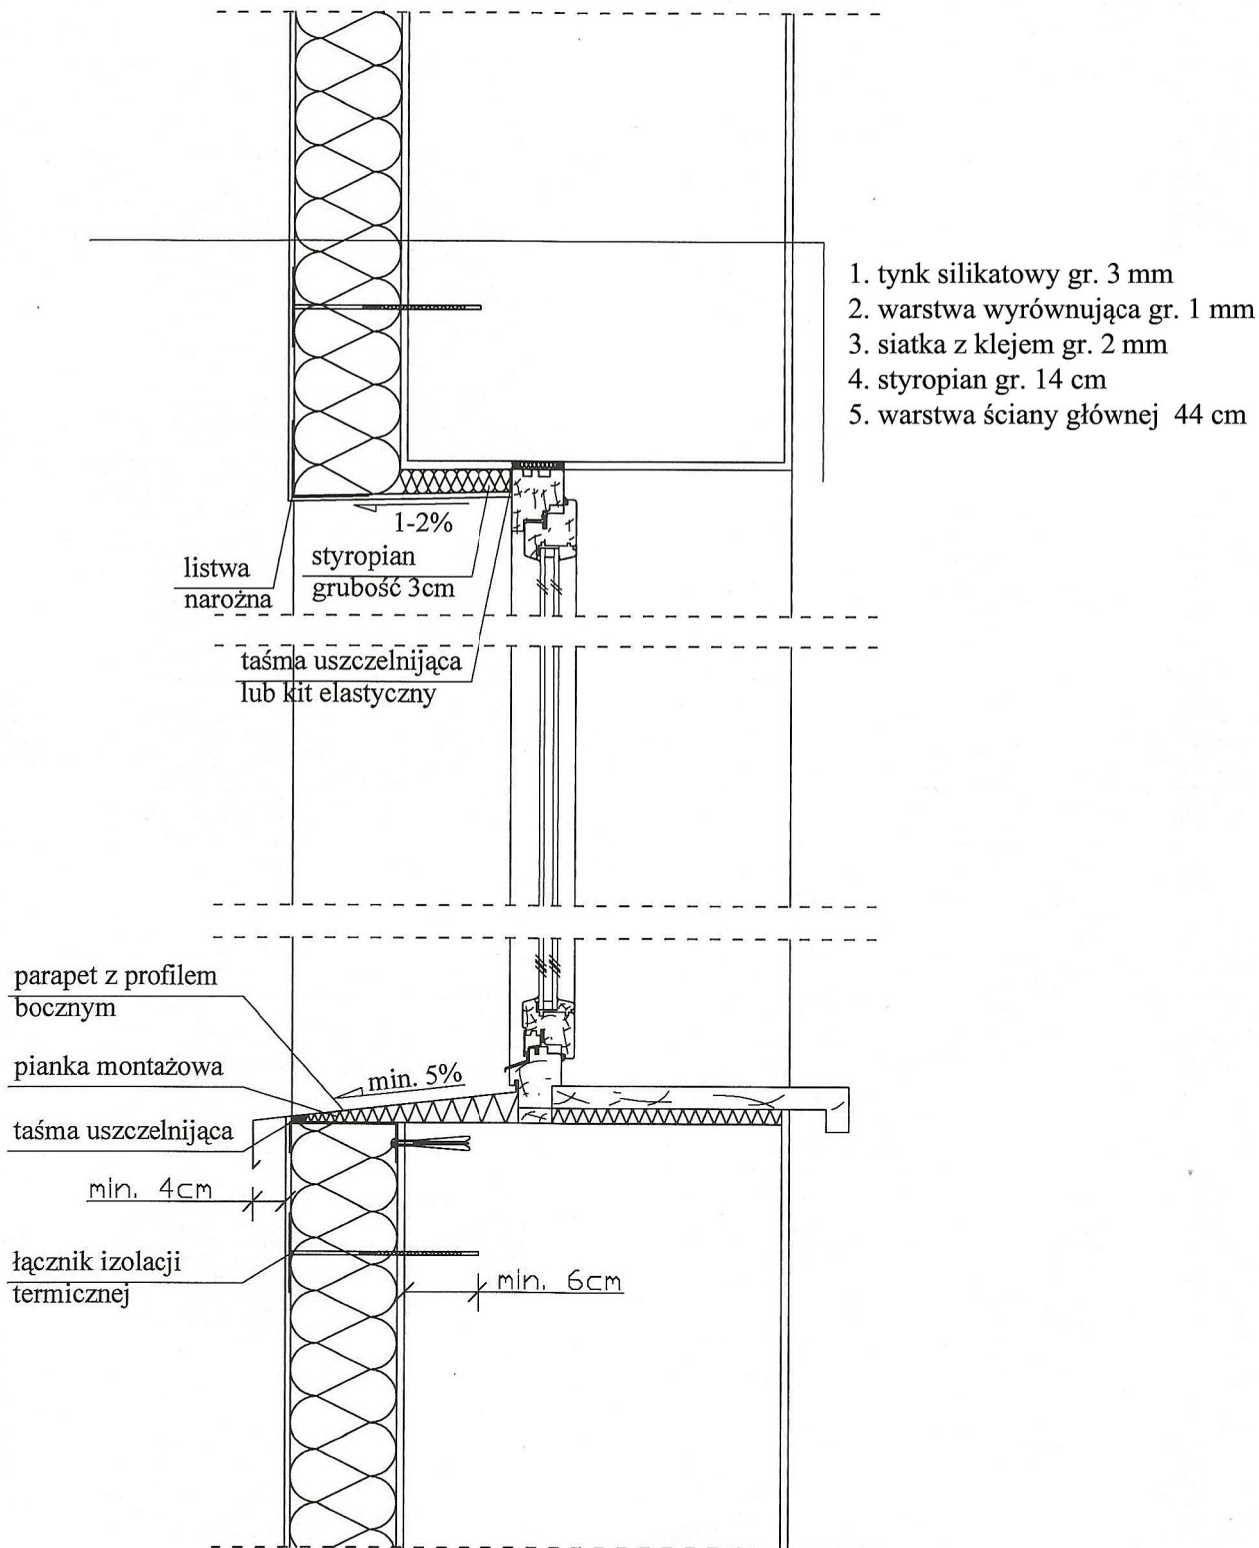 1. tynk silikatowy gr. 3 mm
2. warstwa wyrównująca gr. 1 mm
3. siatka z klejem gr. 2 mm
4. styropian gr. 14 cm
5. warstwa ściany głównej 44 cm
1-2%
listwa
narożna
styropian
grubość 3cm
taśma uszczelnijąca
lub kit elastyczny
parapet z profilem
bocznym
pianka montażowa
min. 5%
taśma uszczelnijąca
min. 4cm
łącznik izolacji
termicznej
min. 6cm